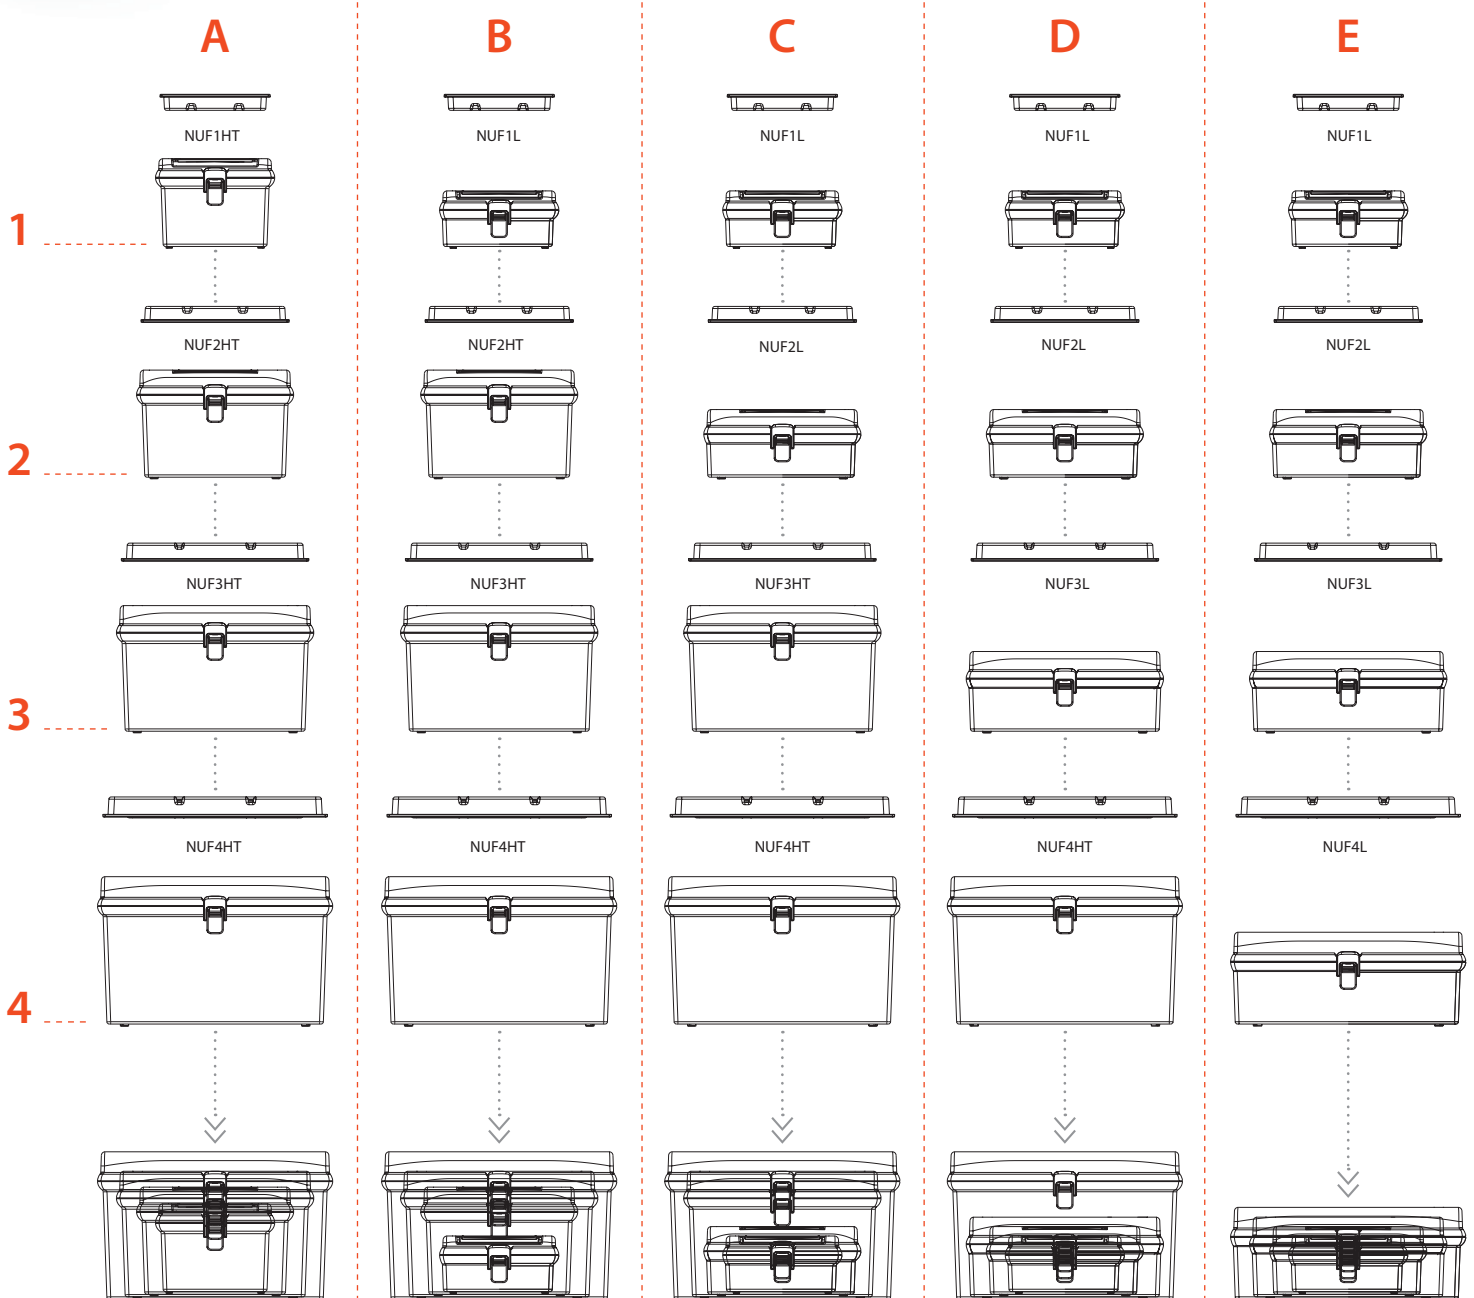 A B C D E
NUF1HT NUF1L NUF1L NUF1L NUF1L
1
NUF2HT NUF2HT NUF2L NUF2L NUF2L
2
NUF3HT NUF3HT NUF3HT NUF3L NUF3L
3
NUF4HT NUF4HT NUF4HT NUF4HT NUF4L
4